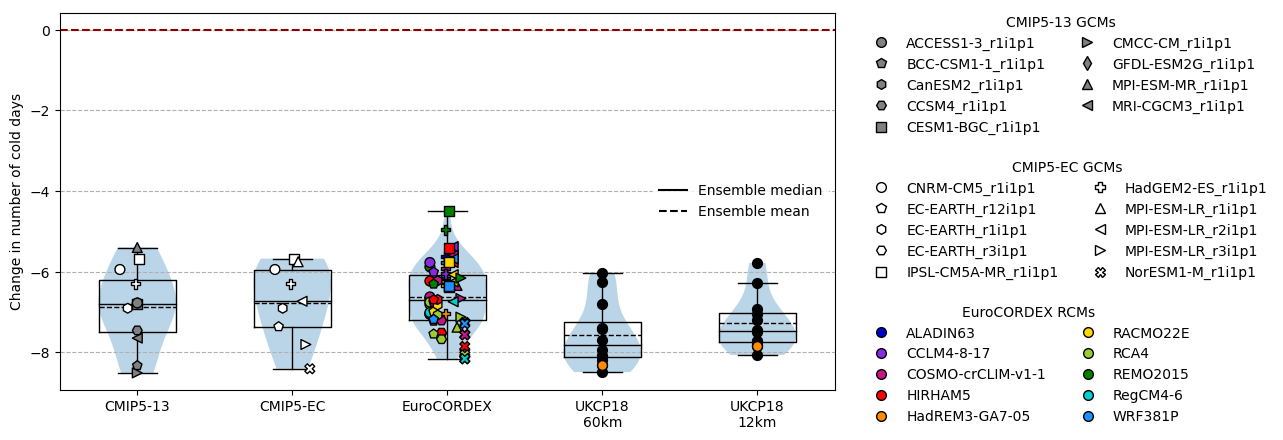 Change in number of cold days
0
−2
−4
−6
−8
CMIP5-13
CMIP5-EC
EuroCORDEX
UKCP18
60km
UKCP18
12km
Ensemble median
Ensemble mean
CMIP5-13 GCMs
ACCESS1-3_r1i1p1
BCC-CSM1-1_r1i1p1
CanESM2_r1i1p1
CCSM4_r1i1p1
CESM1-BGC_r1i1p1
CMCC-CM_r1i1p1
GFDL-ESM2G_r1i1p1
MPI-ESM-MR_r1i1p1
MRI-CGCM3_r1i1p1
CMIP5-EC GCMs
CNRM-CM5_r1i1p1
EC-EARTH_r12i1p1
EC-EARTH_r1i1p1
EC-EARTH_r3i1p1
IPSL-CM5A-MR_r1i1p1
HadGEM2-ES_r1i1p1
MPI-ESM-LR_r1i1p1
MPI-ESM-LR_r2i1p1
MPI-ESM-LR_r3i1p1
NorESM1-M_r1i1p1
EuroCORDEX RCMs
ALADIN63
CCLM4-8-17
COSMO-crCLIM-v1-1
HIRHAM5
HadREM3-GA7-05
RACMO22E
RCA4
REMO2015
RegCM4-6
WRF381P